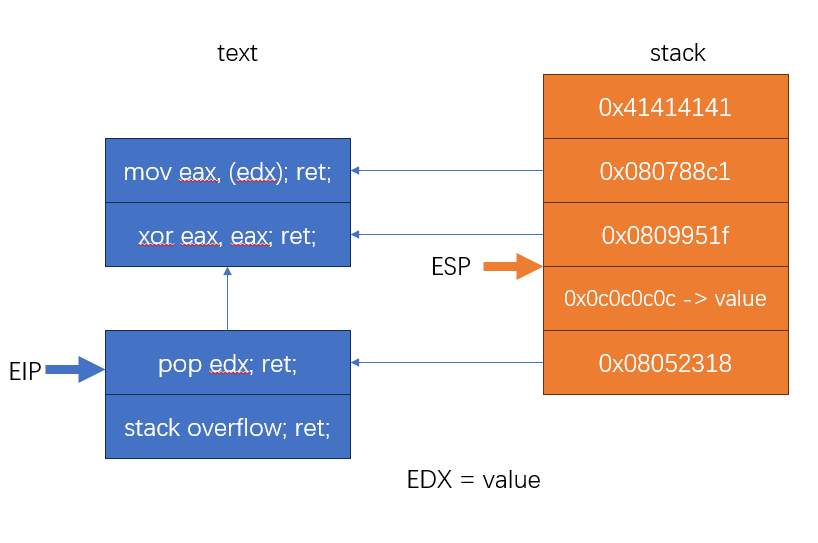 text
stack
0x41414141
mov eax, (edx); ret;
0x080788c1
xor eax, eax; ret;
0x0809951f
ESP
0x0c0c0c0c -> value
EIP
pop edx; ret;
0x08052318
stack overflow; ret;
EDX = value